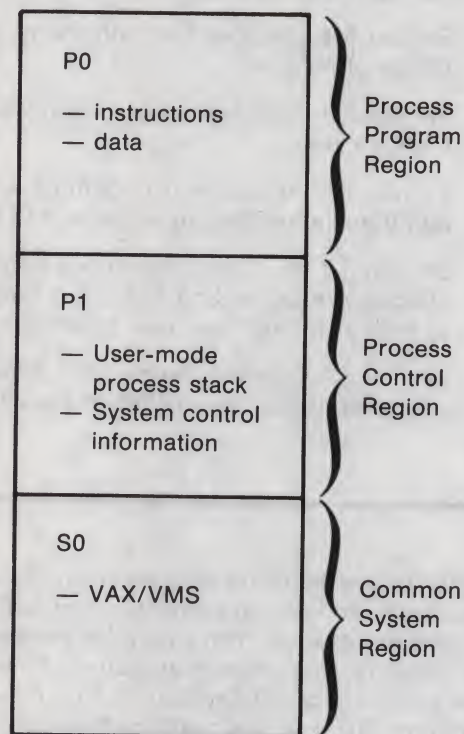 P0
— instructions
— data
Process
Program
Region
P1
— User-mode
process stack
— System control
information
Process
Control
Region
S0
— VAX/VMS
Common
System
Region